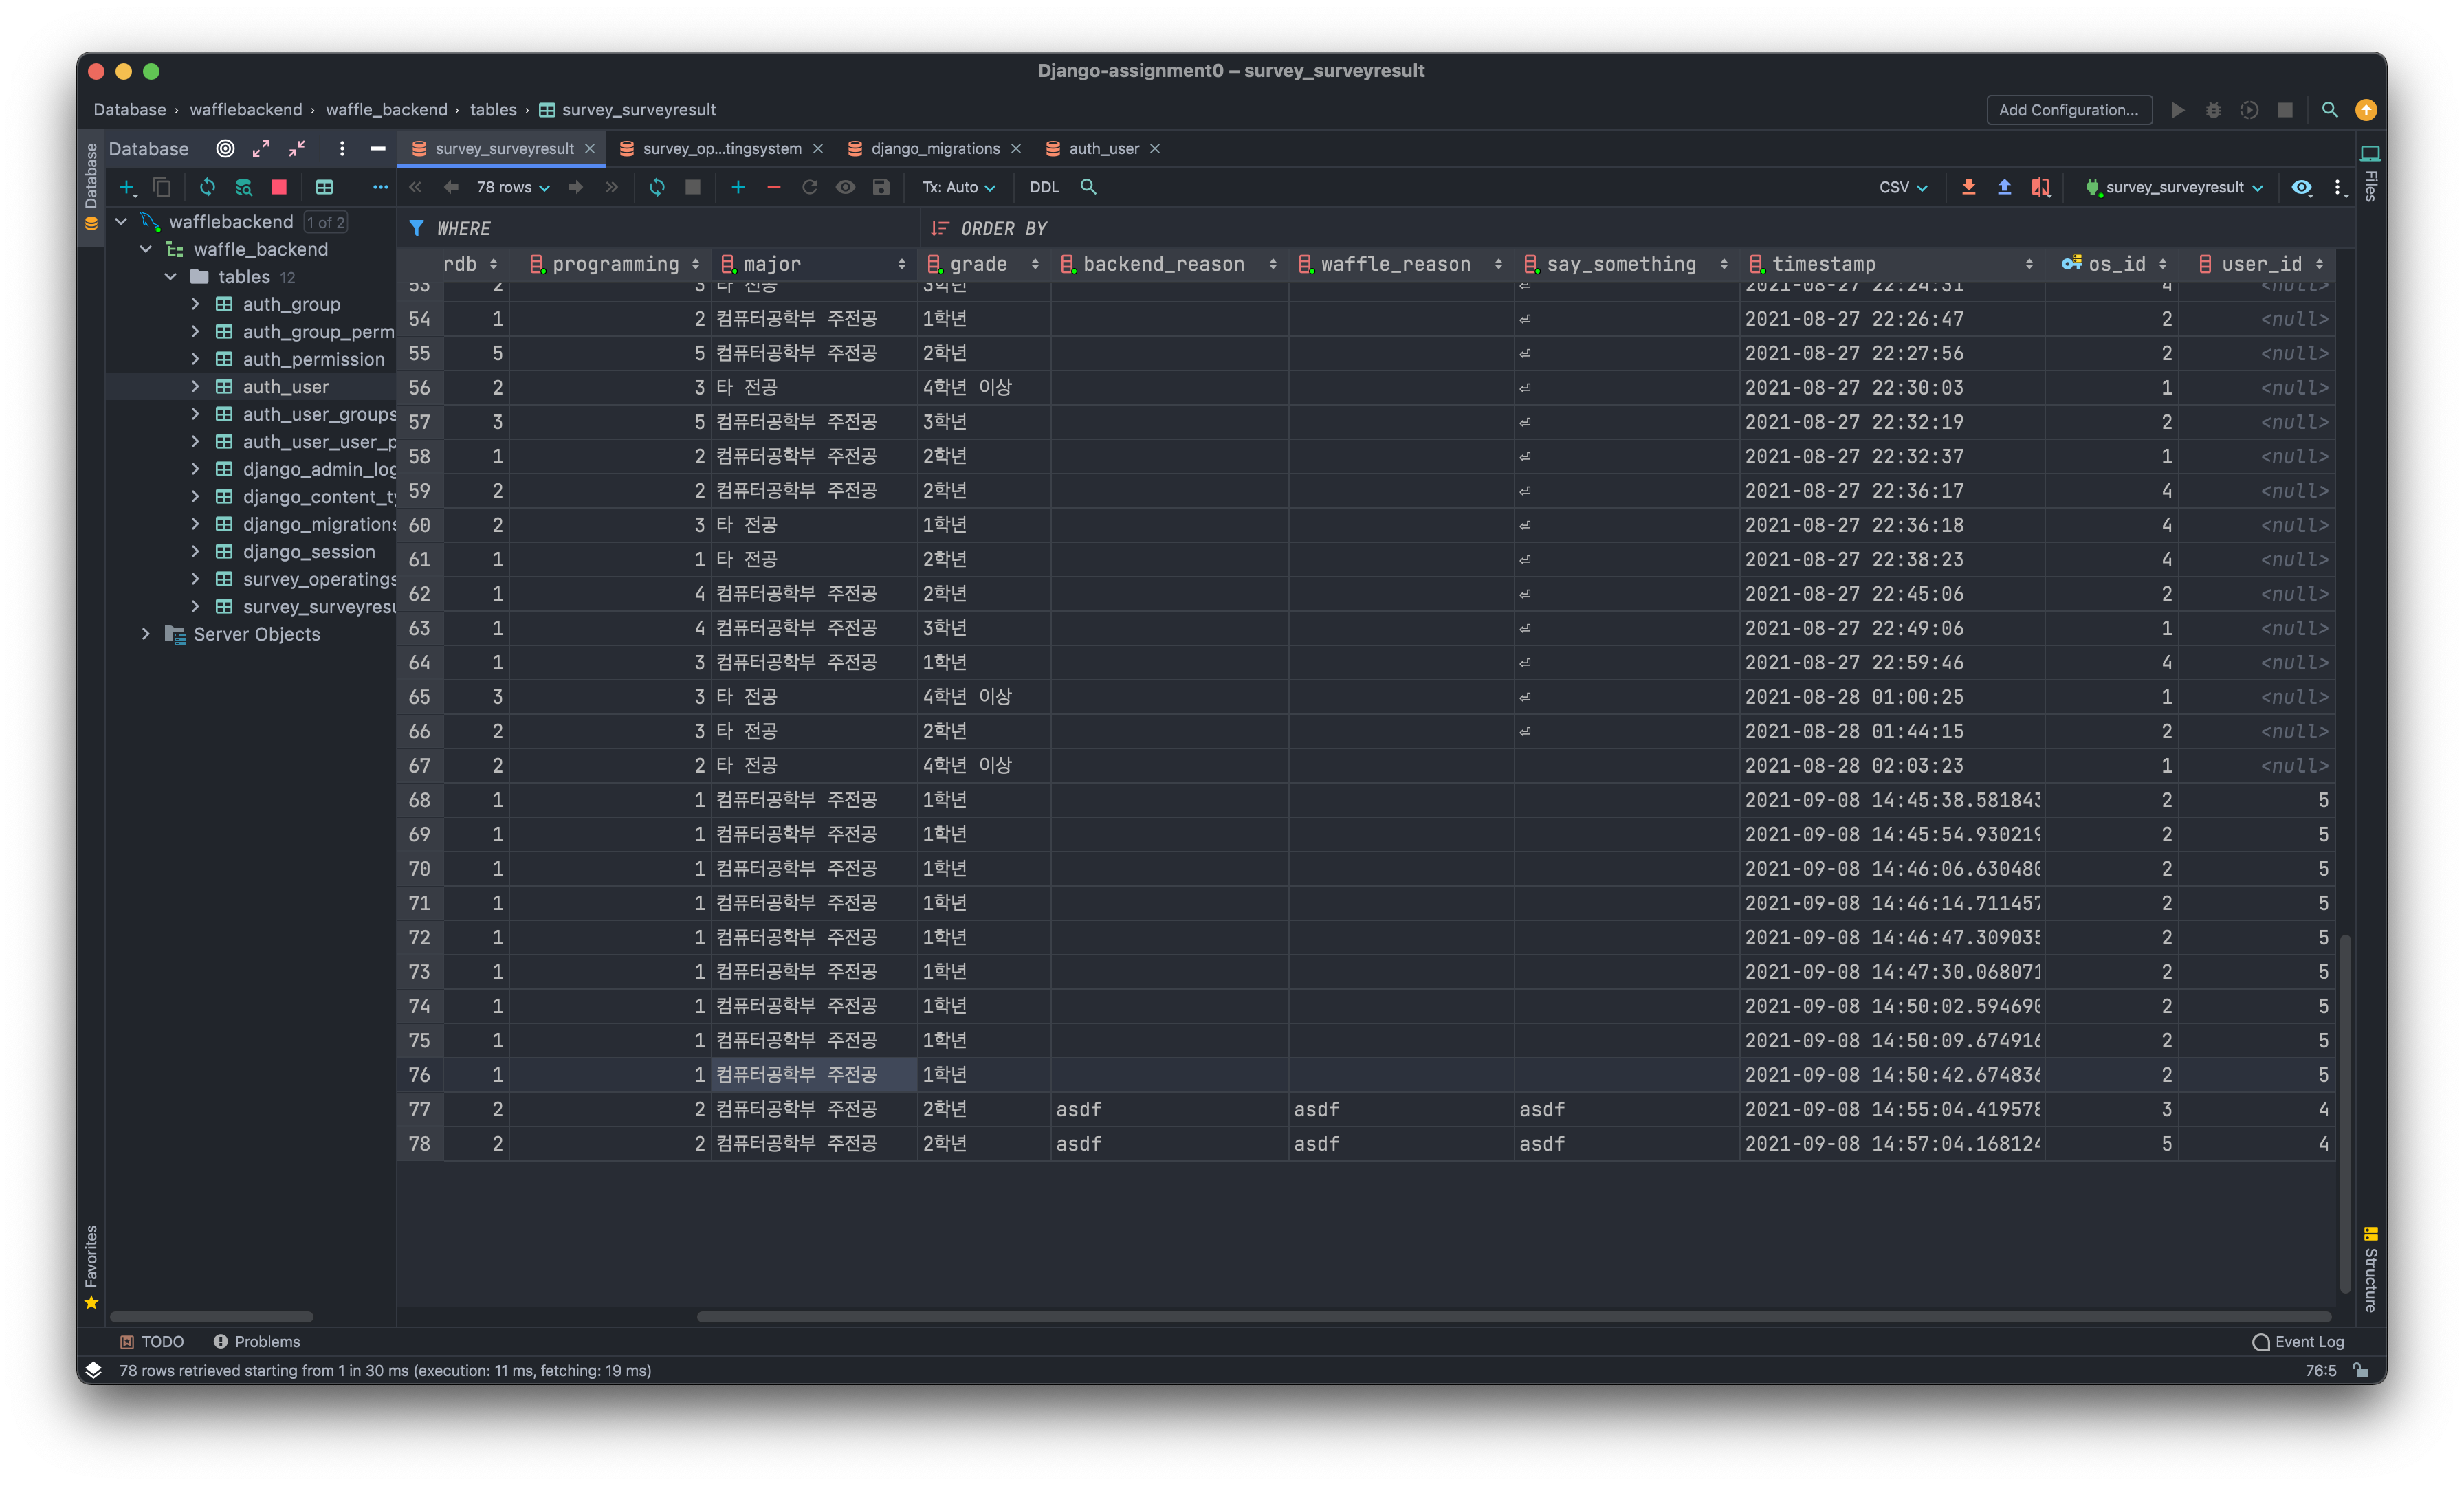 Django-assignment0 – survey_surveyresult
Database › wafflebackend › waffle_backend › tables › survey_surveyresult
Add Configuration...
Database
Database
survey_surveyresult
survey_op...tingsystem
django_migrations
auth_user
Files
78 rows
Tx: Auto
DDL
CSV
survey_surveyresult
WHERE
ORDER BY
wafflebackend 1 of 2
waffle_backend
tables 12
auth_group
auth_group_perm
auth_permission
auth_user
auth_user_groups
auth_user_user_p
django_admin_log
django_content_ty
django_migrations
django_session
survey_operatings
survey_surveyresu
Server Objects
rdb programming major grade backend_reason waffle_reason say_something timestamp os_id user_id
53 2 3 타 전공 3학년 2021-08-27 22:24:31 4 <null>
54 1 2 컴퓨터공학부 주전공 1학년 2021-08-27 22:26:47 2 <null>
55 5 5 컴퓨터공학부 주전공 2학년 2021-08-27 22:27:56 2 <null>
56 2 3 타 전공 4학년 이상 2021-08-27 22:30:03 1 <null>
57 3 5 컴퓨터공학부 주전공 3학년 2021-08-27 22:32:19 2 <null>
58 1 2 컴퓨터공학부 주전공 2학년 2021-08-27 22:32:37 1 <null>
59 2 2 컴퓨터공학부 주전공 2학년 2021-08-27 22:36:17 4 <null>
60 2 3 타 전공 1학년 2021-08-27 22:36:18 4 <null>
61 1 1 타 전공 2학년 2021-08-27 22:38:23 4 <null>
62 1 4 컴퓨터공학부 주전공 2학년 2021-08-27 22:45:06 2 <null>
63 1 4 컴퓨터공학부 주전공 3학년 2021-08-27 22:49:06 1 <null>
64 1 3 컴퓨터공학부 주전공 1학년 2021-08-27 22:59:46 4 <null>
65 3 3 타 전공 4학년 이상 2021-08-28 01:00:25 1 <null>
66 2 3 타 전공 2학년 2021-08-28 01:44:15 2 <null>
67 2 2 타 전공 4학년 이상 2021-08-28 02:03:23 1 <null>
68 1 1 컴퓨터공학부 주전공 1학년 2021-09-08 14:45:38.581843 2 5
69 1 1 컴퓨터공학부 주전공 1학년 2021-09-08 14:45:54.930219 2 5
70 1 1 컴퓨터공학부 주전공 1학년 2021-09-08 14:46:06.630480 2 5
71 1 1 컴퓨터공학부 주전공 1학년 2021-09-08 14:46:14.711457 2 5
72 1 1 컴퓨터공학부 주전공 1학년 2021-09-08 14:46:47.309035 2 5
73 1 1 컴퓨터공학부 주전공 1학년 2021-09-08 14:47:30.068071 2 5
74 1 1 컴퓨터공학부 주전공 1학년 2021-09-08 14:50:02.594690 2 5
75 1 1 컴퓨터공학부 주전공 1학년 2021-09-08 14:50:09.674916 2 5
76 1 1 컴퓨터공학부 주전공 1학년 2021-09-08 14:50:42.674836 2 5
77 2 2 컴퓨터공학부 주전공 2학년 asdf asdf asdf 2021-09-08 14:55:04.419578 3 4
78 2 2 컴퓨터공학부 주전공 2학년 asdf asdf asdf 2021-09-08 14:57:04.168124 5 4
Favorites
Structure
TODO
Problems
Event Log
78 rows retrieved starting from 1 in 30 ms (execution: 11 ms, fetching: 19 ms)
76:5